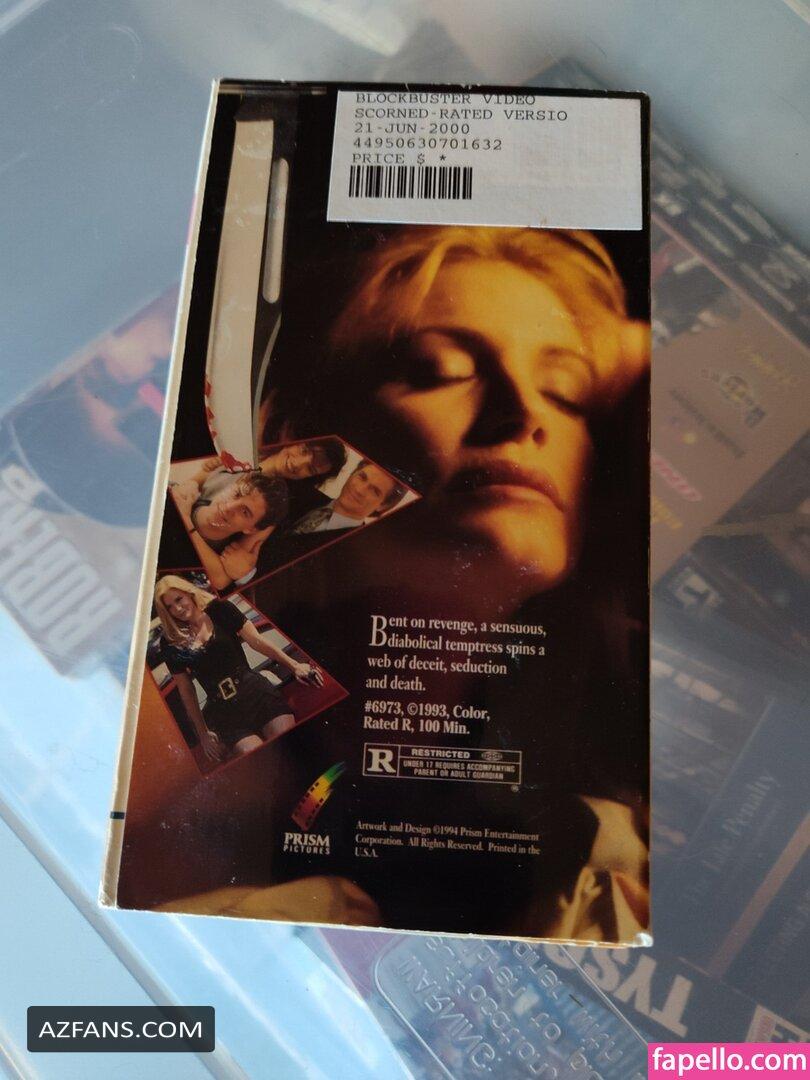 BLOCKBUSTER VIDEO
SCORNED-RATED VERSIO
21-JUN-2000
44950630701632
PRICE $ *
Bent on revenge, a sensuous,
diabolical temptress spins a
web of deceit, seduction
and death.
#6973, ©1993, Color,
Rated R, 100 Min.
R
RESTRICTED
UNDER 17 REQUIRES ACCOMPANYING
PARENT OR ADULT GUARDIAN
PRISM
PICTURES
Artwork and Design ©1994 Prism Entertainment
Corporation. All Rights Reserved. Printed in the
U.S.A.
AZFANS.COM
fapello.com